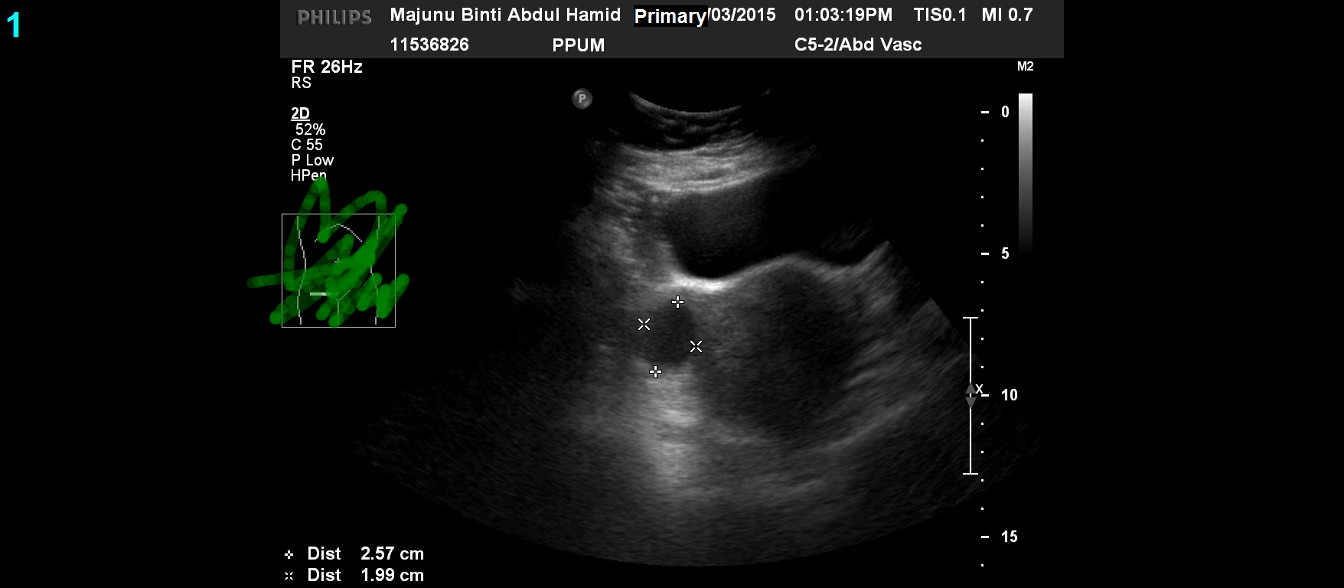 1
PHILIPS Majunu Binti Abdul Hamid Primary/03/2015 01:03:19PM TIS0.1 MI 0.7
11536826 PPUM C5-2/Abd Vasc
FR 26Hz
RS
M2
P
2D
52%
C 55
P Low
HPen
0
5
X
10
15
Dist 2.57 cm
Dist 1.99 cm